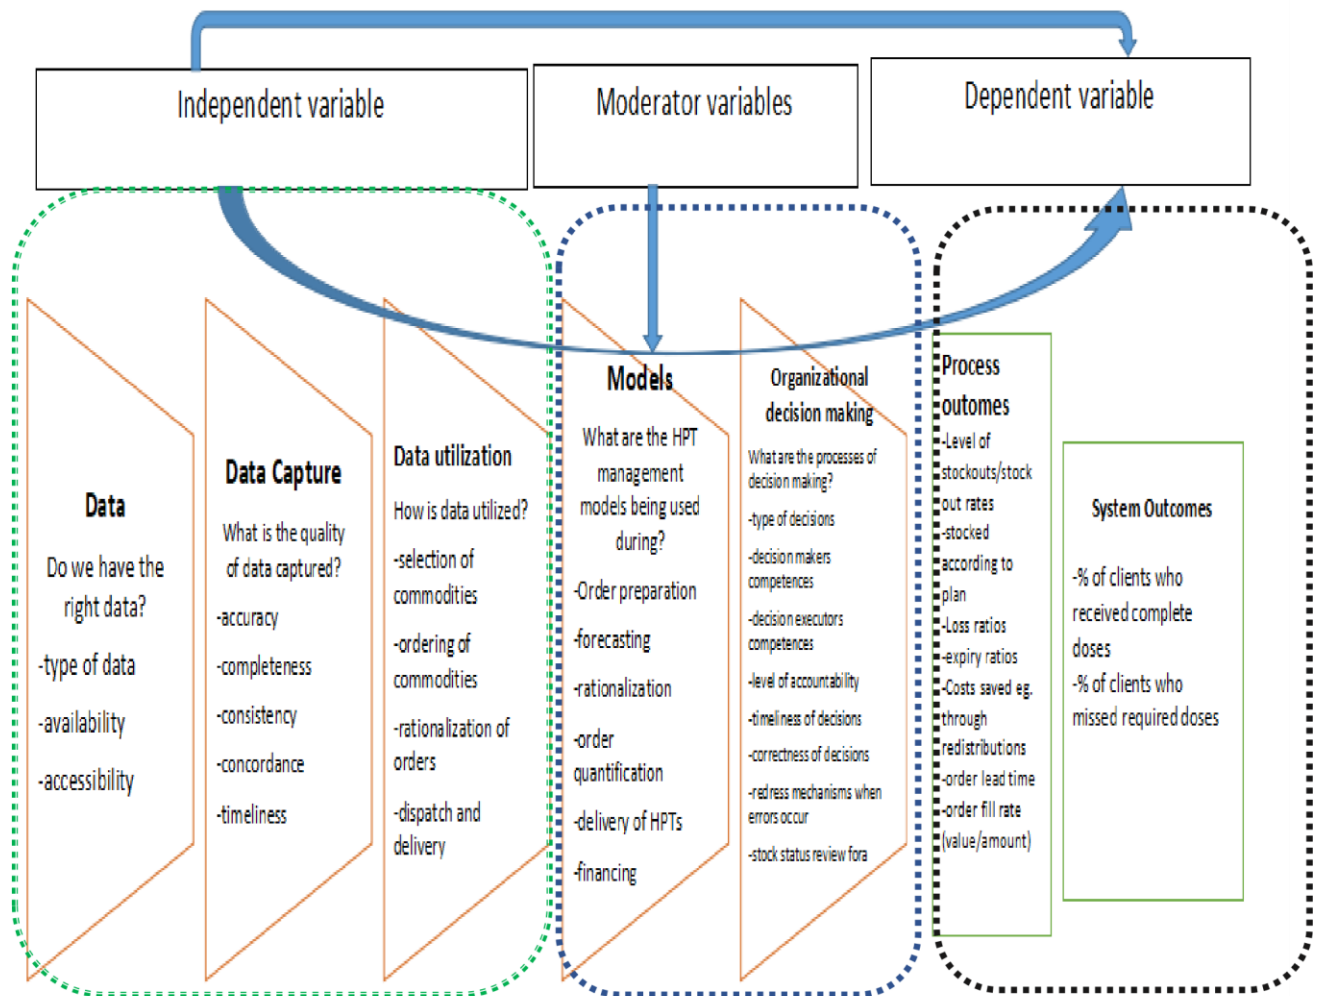 Independent variable
Moderator variables
Dependent variable
Data
Do we have the
right data?
-type of data
-availability
-accessibility
Data Capture
What is the quality
of data captured?
-accuracy
-completeness
-consistency
-concordance
-timeliness
Data utilization
How is data utilized?
-selection of
commodities
-ordering of
commodities
-rationalization of
orders
-dispatch and
delivery
Models
What are the HPT
management
models being used
during?
-Order preparation
-forecasting
-rationalization
-order
quantification
-delivery of HPTs
-financing
Organizational
decision making
What are the processes of
decision making?
-type of decisions
-decision makers
competences
-decision executors
competences
-level of accountability
-timeliness of decisions
-correctness of decisions
-redress mechanisms when
errors occur
-stock status review fora
Process
outomes
-Level of
stockouts/stock
out rates
-stocked
according to
plan
-Loss ratios
-expiry ratios
-Costs saved eg.
through
redistributions
-order lead time
-order fill rate
(value/amount)
System Outcomes
-% of clients who
received complete
doses
-% of clients who
missed required doses